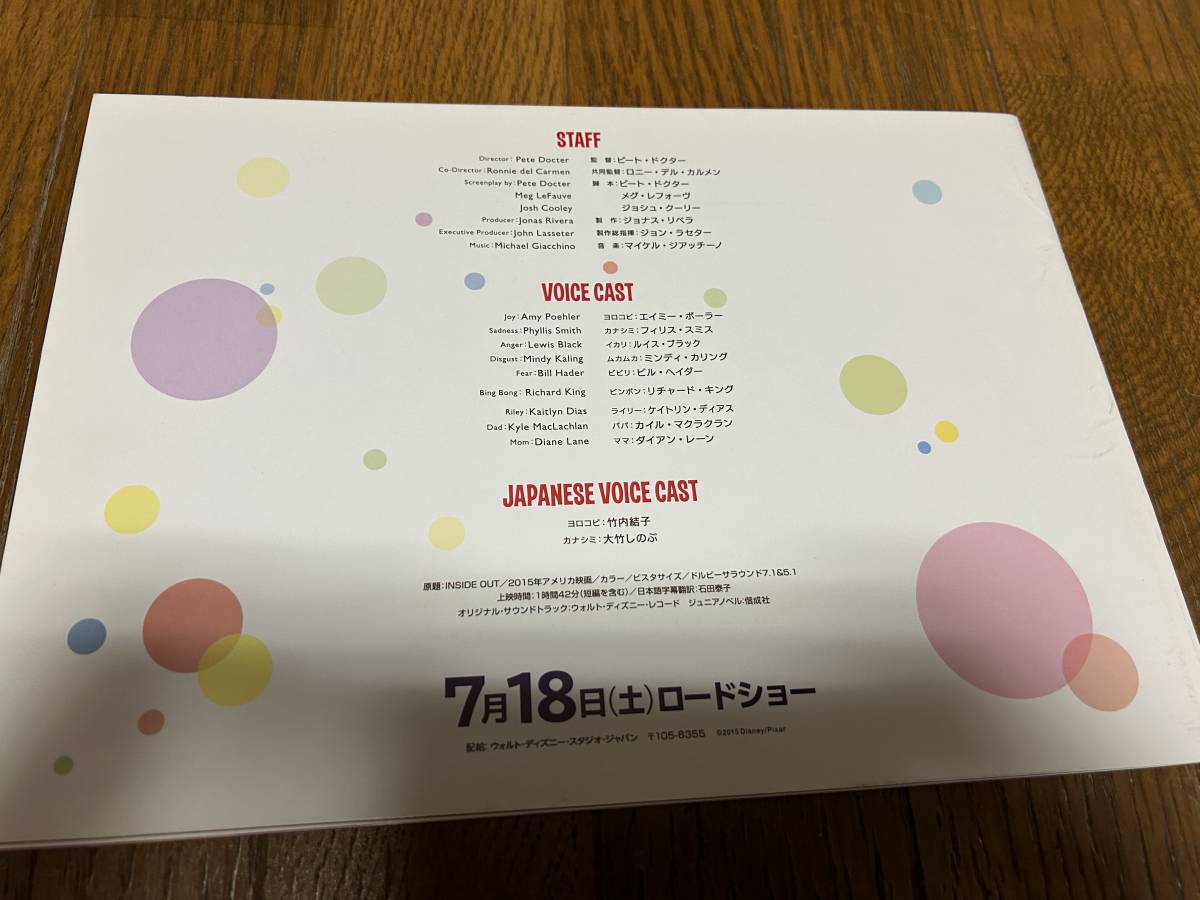 STAFF
Director: Pete Docter 監 督:ピート・ドクター
Co-Director: Ronnie del Carmen 共同監督:ロニー・デル・カルメン
Screenplay by: Pete Docter 脚 本:ピート・ドクター
Meg LeFauve メグ・レフォーヴ
Josh Cooley ジョシュ・クーリー
Producer: Jonas Rivera 製 作:ジョナス・リベラ
Executive Producer: John Lasseter 製作総指揮:ジョン・ラセター
Music: Michael Giacchino 音 楽:マイケル・ジアッチーノ
VOICE CAST
Joy: Amy Poehler ヨロコビ:エイミー・ポーラー
Sadness: Phyllis Smith カナシミ:フィリス・スミス
Anger: Lewis Black イカリ:ルイス・ブラック
Disgust: Mindy Kaling ムカムカ:ミンディ・カリング
Fear: Bill Hader ビビリ:ビル・ヘイダー
Bing Bong: Richard King ビンボン:リチャード・キング
Riley: Kaitlyn Dias ライリー:ケイトリン・ディアス
Dad: Kyle MacLachlan パパ:カイル・マクラクラン
Mom: Diane Lane ママ:ダイアン・レーン
JAPANESE VOICE CAST
ヨロコビ:竹内結子
カナシミ:大竹しのぶ
原題:INSIDE OUT/2015年アメリカ映画/カラー/ビスタサイズ/ドルビーサラウンド7.1&5.1
上映時間:1時間42分(短編を含む)/日本語字幕翻訳:石田泰子
オリジナル・サウンドトラック:ウォルト・ディズニー・レコード ジュニアノベル:偕成社
7月18日(土)ロードショー
配給:ウォルト・ディズニー・スタジオ・ジャパン 〒105-6355 ©2015 Disney/Pixar